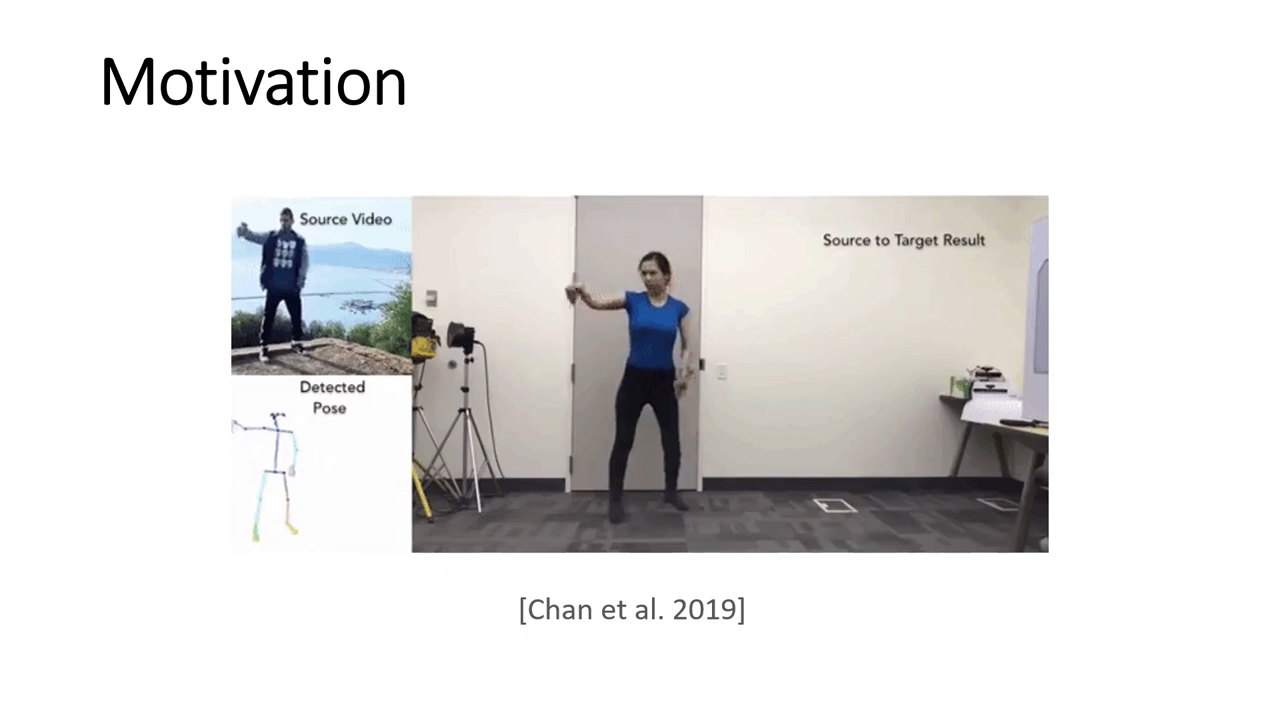 Motivation
Source Video
Source to Target Result
Detected
Pose
[Chan et al. 2019]